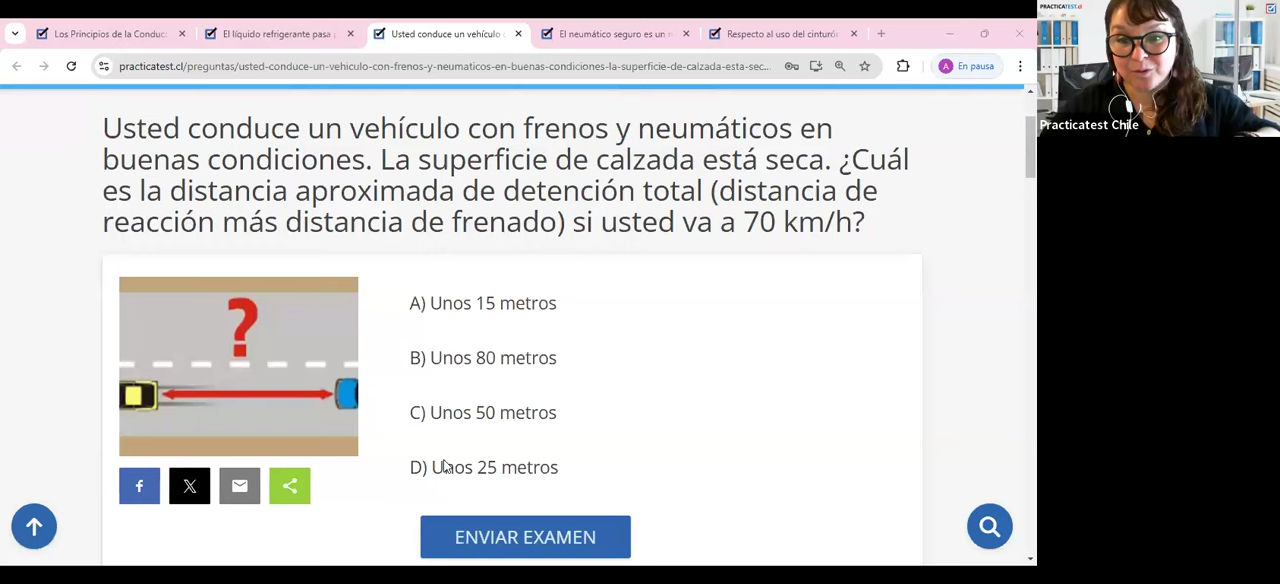 PRACTICATEST.cl
Los Principios de la Conducc
El líquido refrigerante pasa ¿
Usted conduce un vehículo c
El neumático seguro es un n
Respecto al uso del cinturón
practicatest.cl/preguntas/usted-conduce-un-vehiculo-con-frenos-y-neumaticos-en-buenas-condiciones-la-superficie-de-calzada-esta-sec...
A
En pausa
Practicatest Chile
Usted conduce un vehículo con frenos y neumáticos en
buenas condiciones. La superficie de calzada está seca. ¿Cuál
es la distancia aproximada de detención total (distancia de
reacción más distancia de frenado) si usted va a 70 km/h?
?
A) Unos 15 metros
B) Unos 80 metros
C) Unos 50 metros
D) Unos 25 metros
ENVIAR EXAMEN